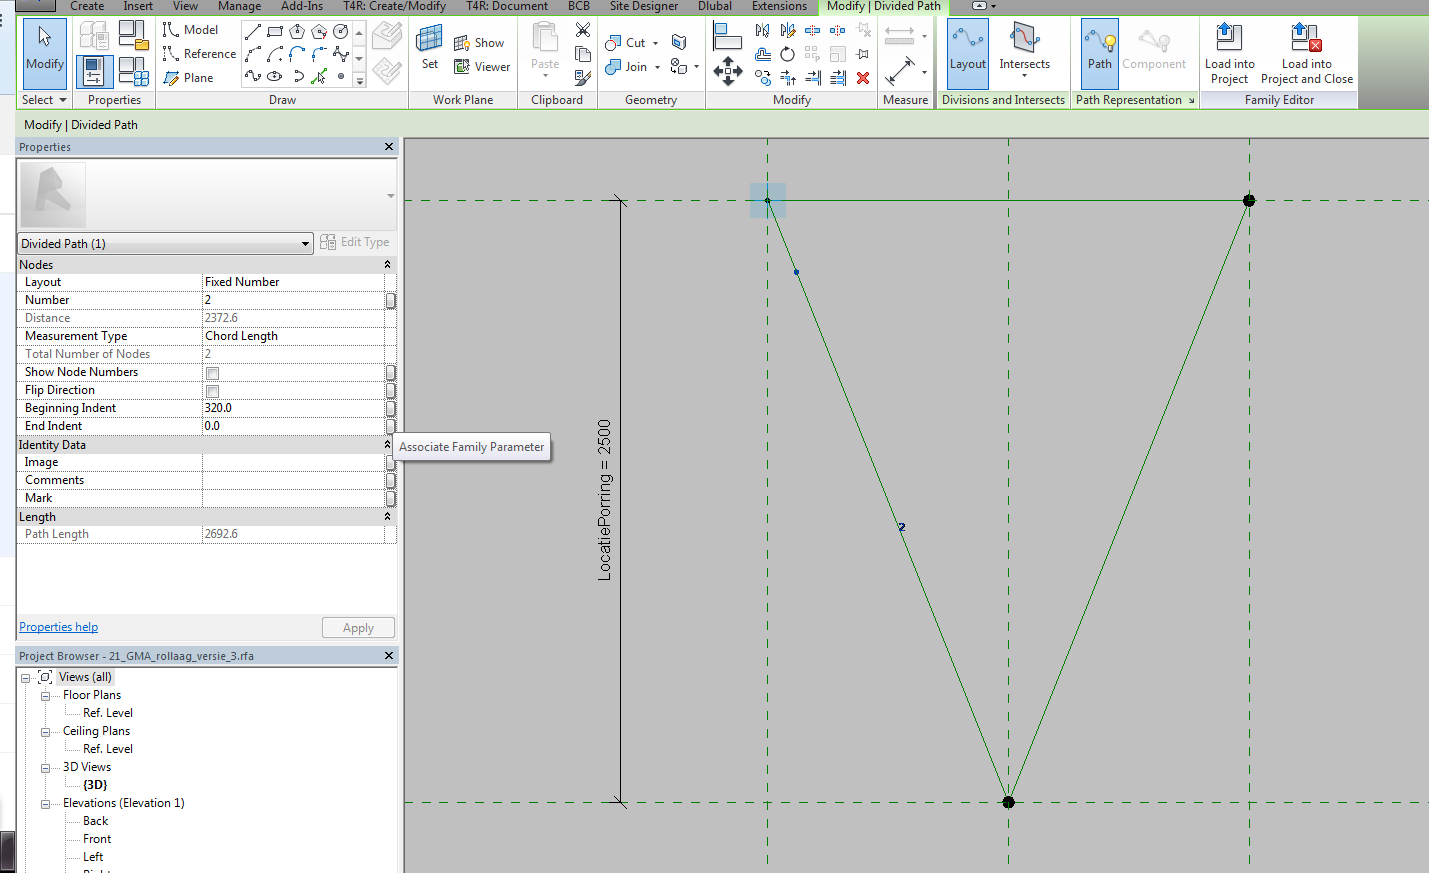 Create Insert View Manage Add-Ins T4R: Create/Modify T4R: Document BCB Site Designer Dlubal Extensions Modify | Divided Path
Modify
Model
Reference
Plane
Set
Show
Viewer
Paste
Cut
Join
Layout
Intersects
Path
Component
Load into
Project
Load into
Project and Close
Select Properties Draw Work Plane Clipboard Geometry Modify Measure Divisions and Intersects Path Representation Family Editor
Modify | Divided Path
Properties
Divided Path (1) Edit Type
Nodes
Layout Fixed Number
Number 2
Distance 2372.6
Measurement Type Chord Length
Total Number of Nodes 2
Show Node Numbers
Flip Direction
Beginning Indent 320.0
End Indent 0.0
Identity Data
Associate Family Parameter
Image
Comments
Mark
Length
Path Length 2692.6
Properties help Apply
Project Browser - 21_GMA_rollaag_versie_3.rfa
Views (all)
Floor Plans
Ref. Level
Ceiling Plans
Ref. Level
3D Views
{3D}
Elevations (Elevation 1)
Back
Front
Left
LocatiePorring = 2500
2